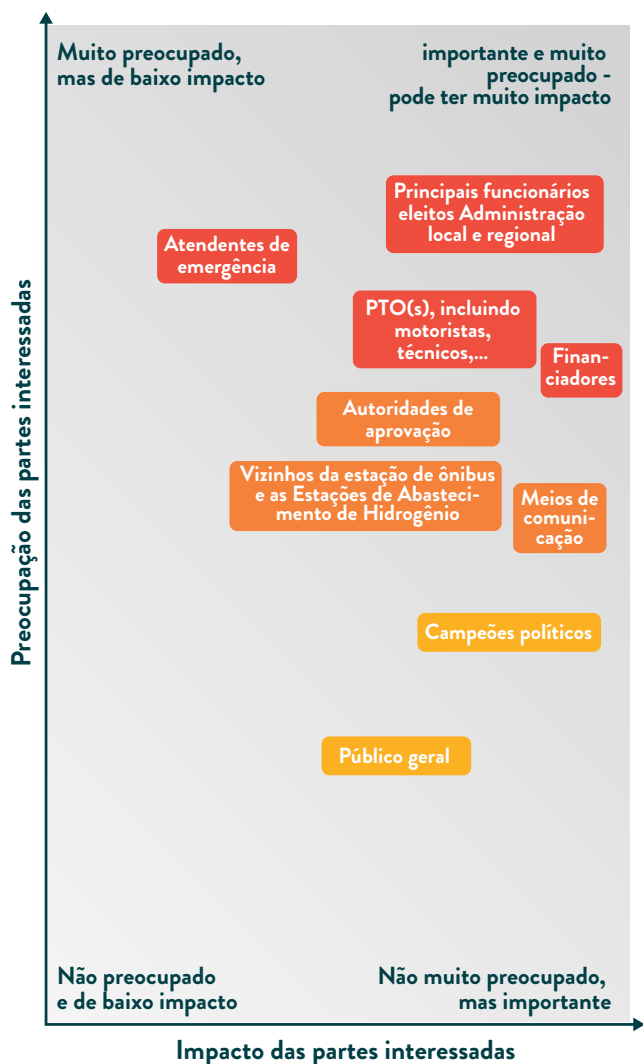 Muito preocupado,
mas de baixo impacto
importante e muito
preocupado -
pode ter muito impacto
Principais funcionários
eleitos Administração
local e regional
Atendentes de
emergência
PTO(s), incluindo
motoristas,
técnicos,...
Finan-
ciadores
Autoridades de
aprovação
Vizinhos da estação de ônibus
e as Estações de Abasteci-
mento de Hidrogênio
Meios de
comuni-
cação
Campeões políticos
Público geral
Não preocupado
e de baixo impacto
Não muito preocupado,
mas importante
Preocupação das partes interessadas
Impacto das partes interessadas